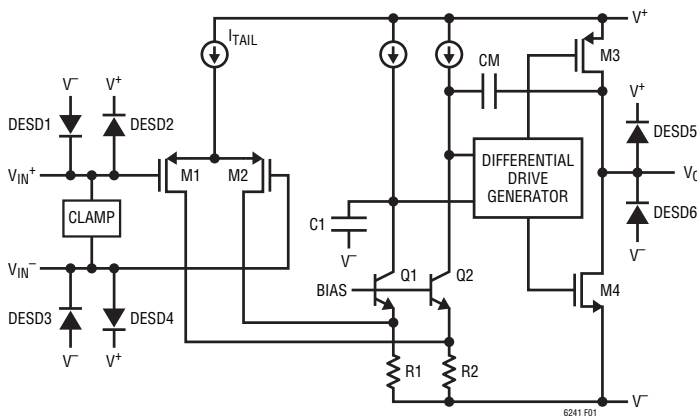 V+
ITAIL
CM
M3
V–
V+
V+
DESD1
DESD2
DESD5
VIN+
M1
M2
DIFFERENTIAL
DRIVE
GENERATOR
VO
CLAMP
C1
DESD6
V–
V–
VIN–
Q1
Q2
BIAS
M4
DESD3
DESD4
V–
V+
R1
R2
V–
6241 F01